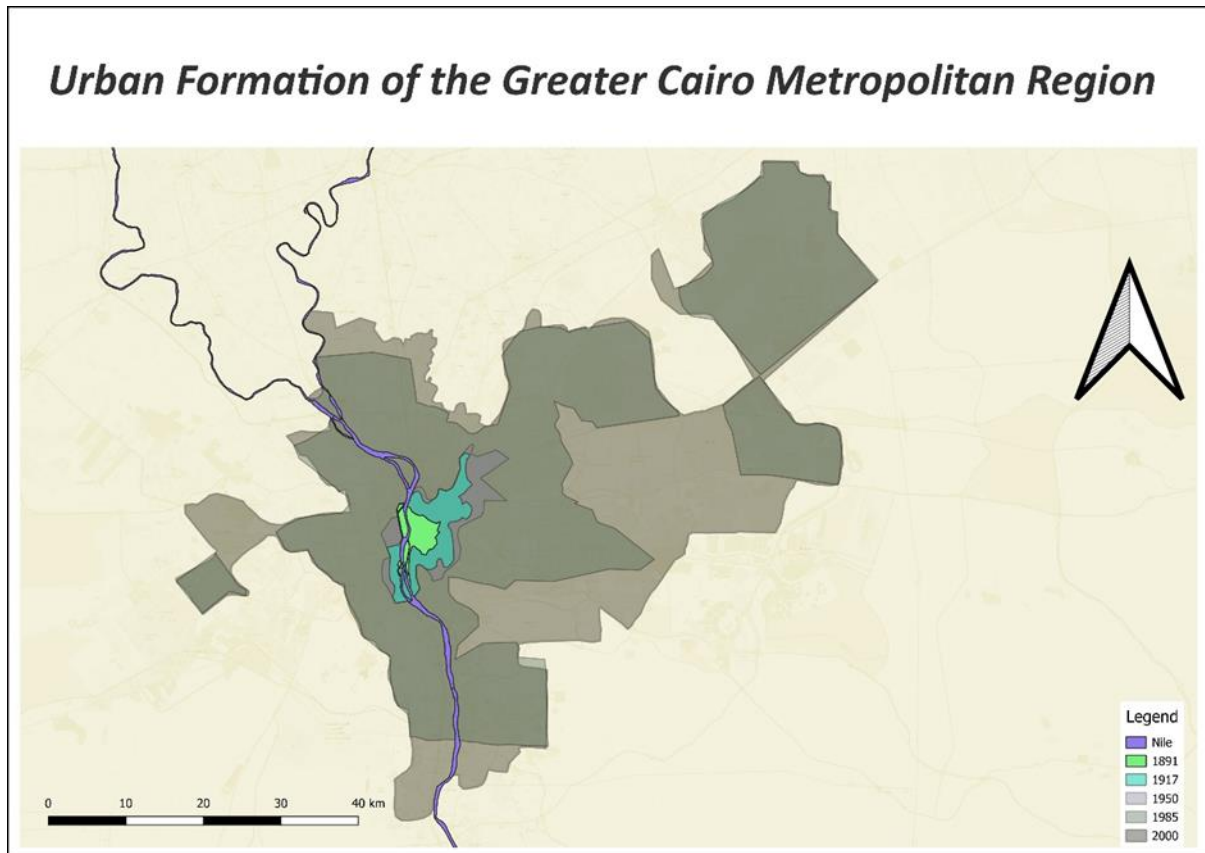 Urban Formation of the Greater Cairo Metropolitan Region
Legend
Nile
1891
1917
1950
1985
2000
0 10 20 30 40 km